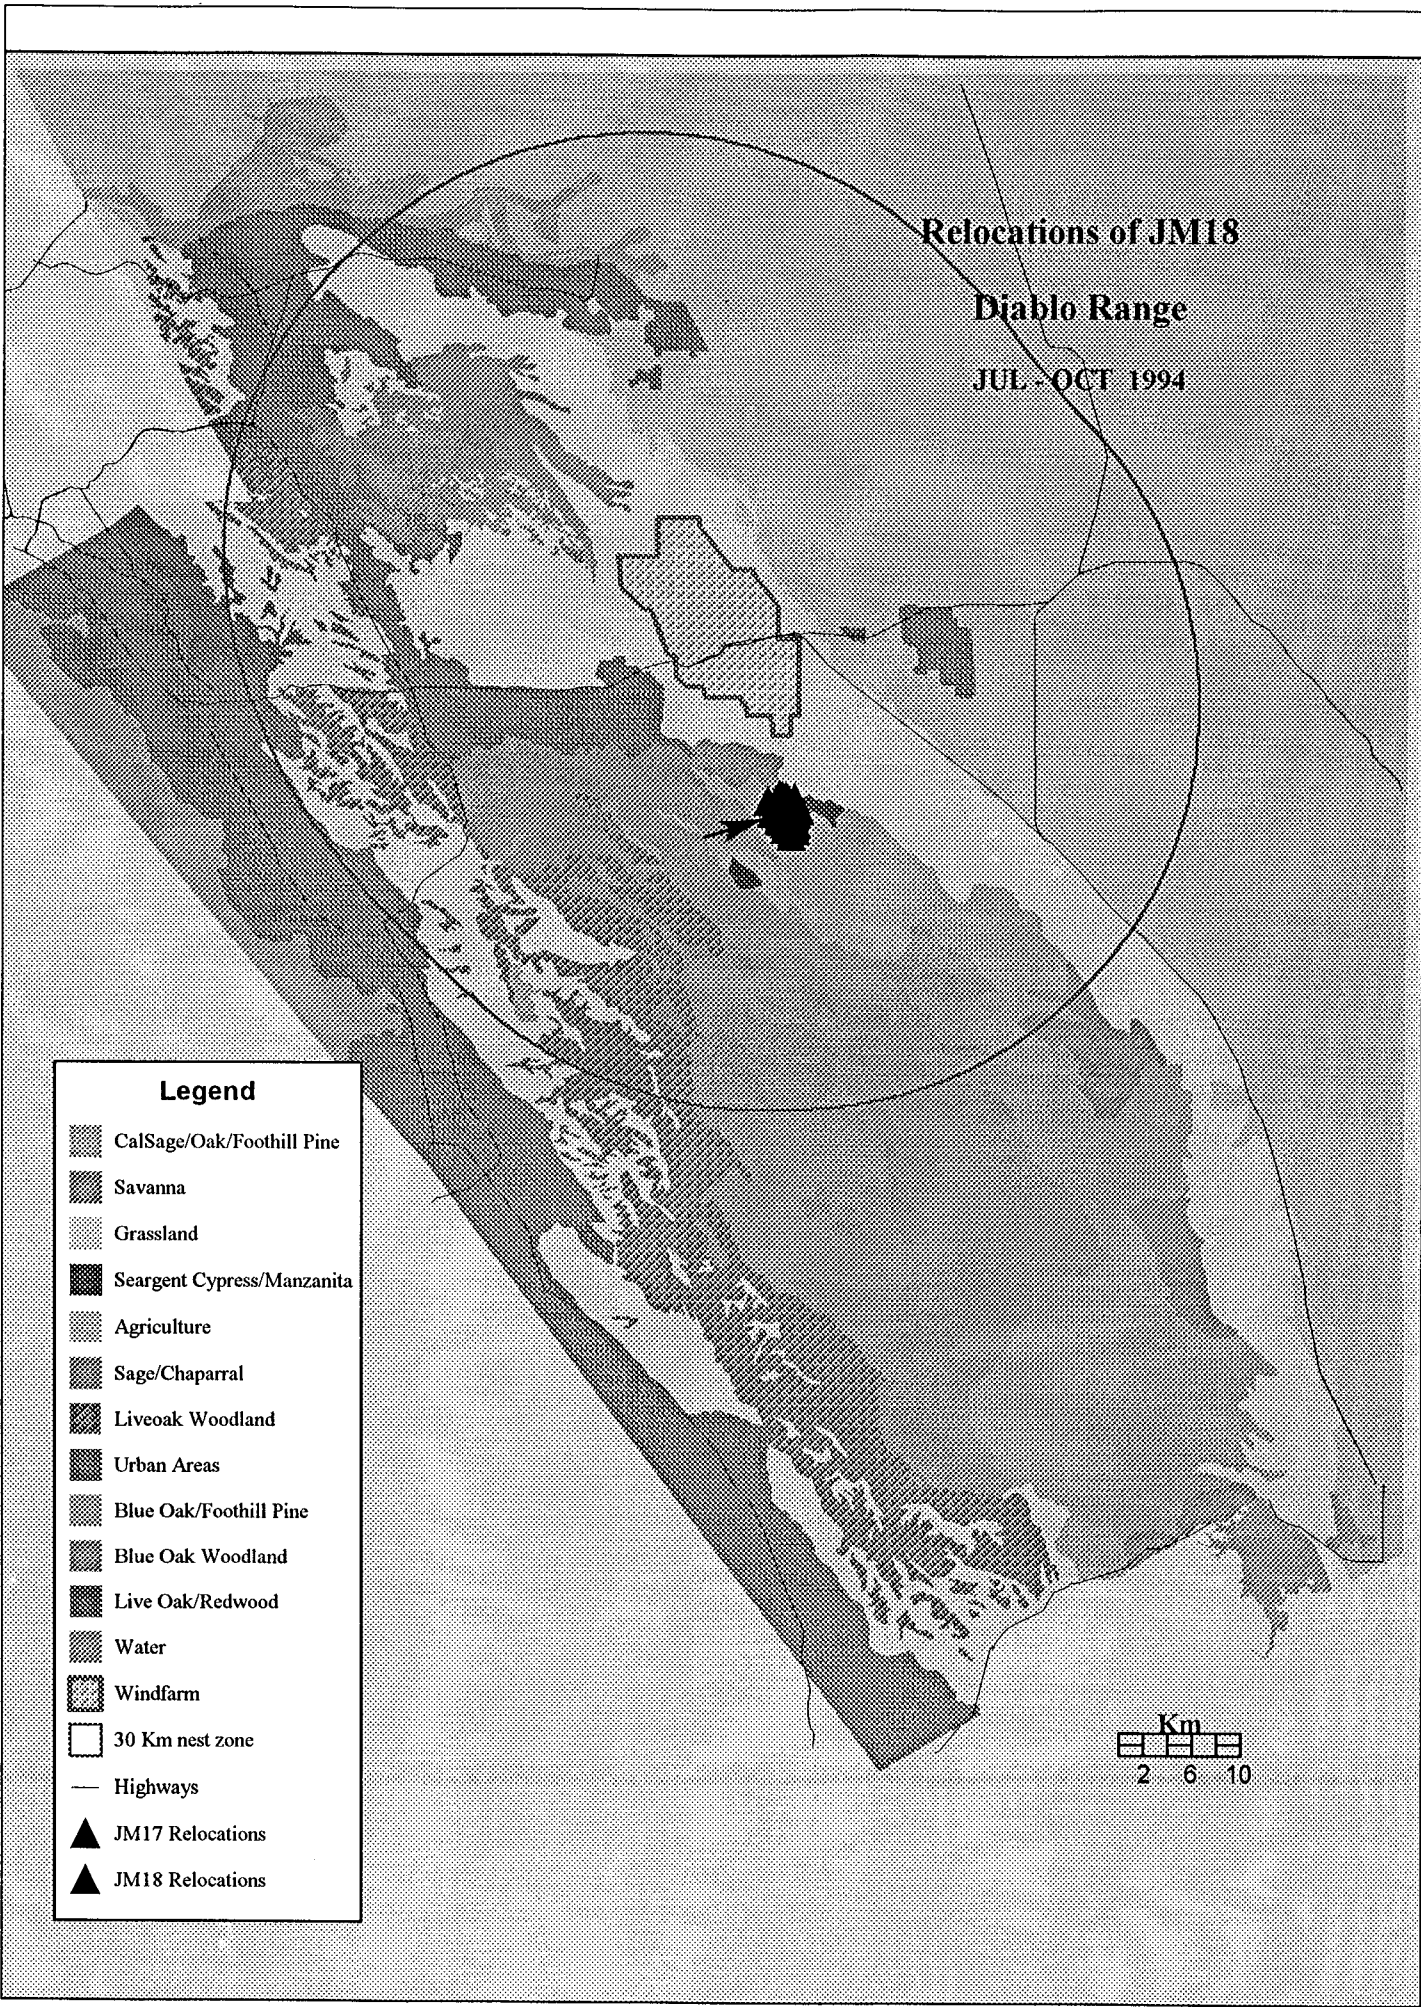 Relocations of JM18
Diablo Range
JUL - OCT 1994
Legend
CalSage/Oak/Foothill Pine
Savanna
Grassland
Seargent Cypress/Manzanita
Agriculture
Sage/Chaparral
Liveoak Woodland
Urban Areas
Blue Oak/Foothill Pine
Blue Oak Woodland
Live Oak/Redwood
Water
Windfarm
30 Km nest zone
Highways
JM17 Relocations
JM18 Relocations
Km
2 6 10